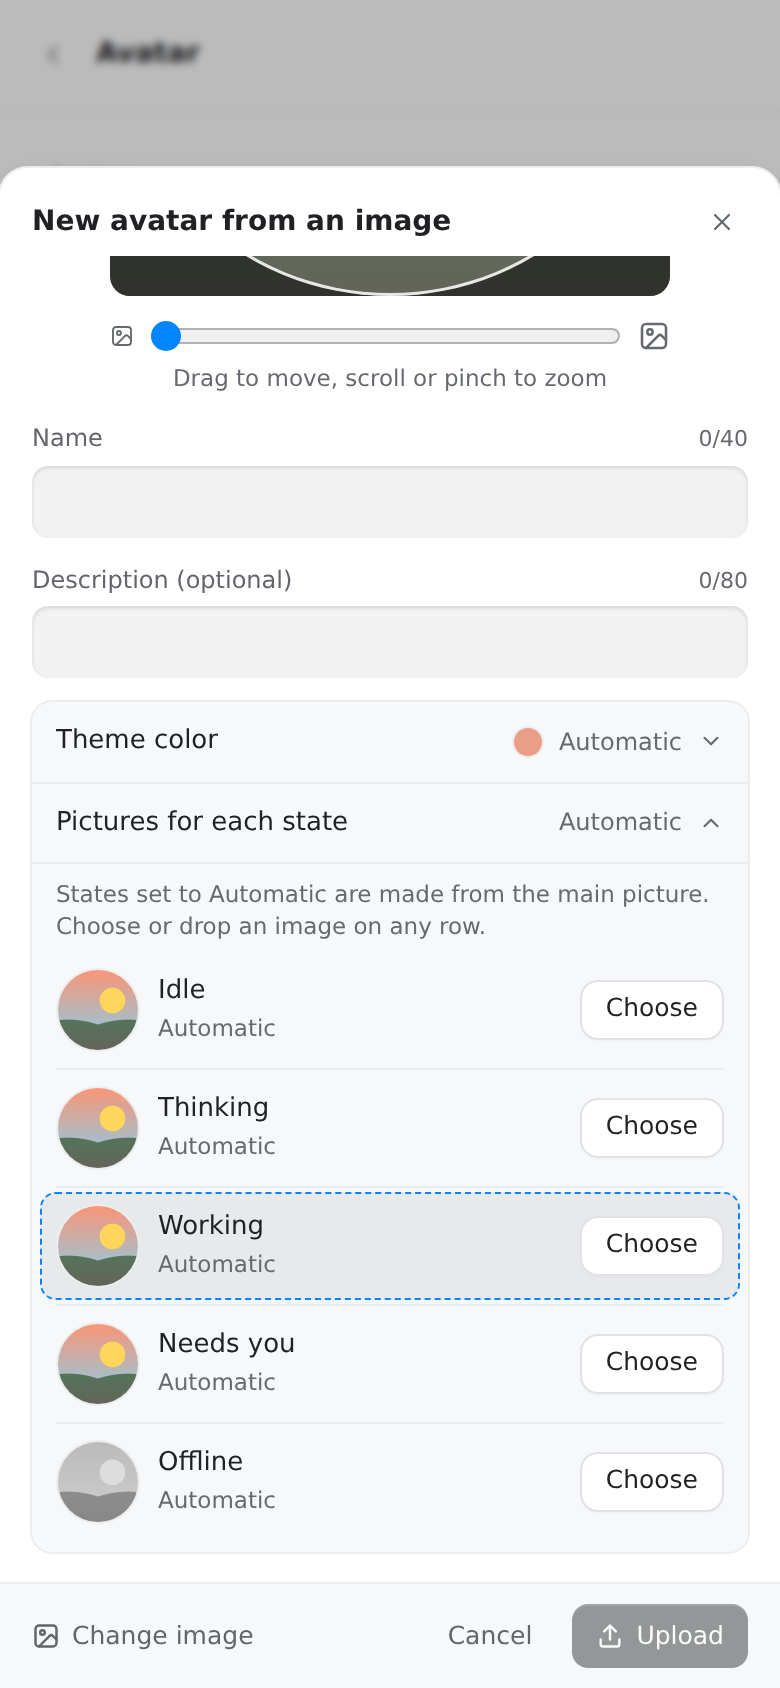 Avatar
New avatar from an image
Drag to move, scroll or pinch to zoom
Name 0/40
Description (optional) 0/80
Theme color Automatic
Pictures for each state Automatic
States set to Automatic are made from the main picture.
Choose or drop an image on any row.
Idle
Automatic
Choose
Thinking
Automatic
Choose
Working
Automatic
Choose
Needs you
Automatic
Choose
Offline
Automatic
Choose
Change image Cancel Upload